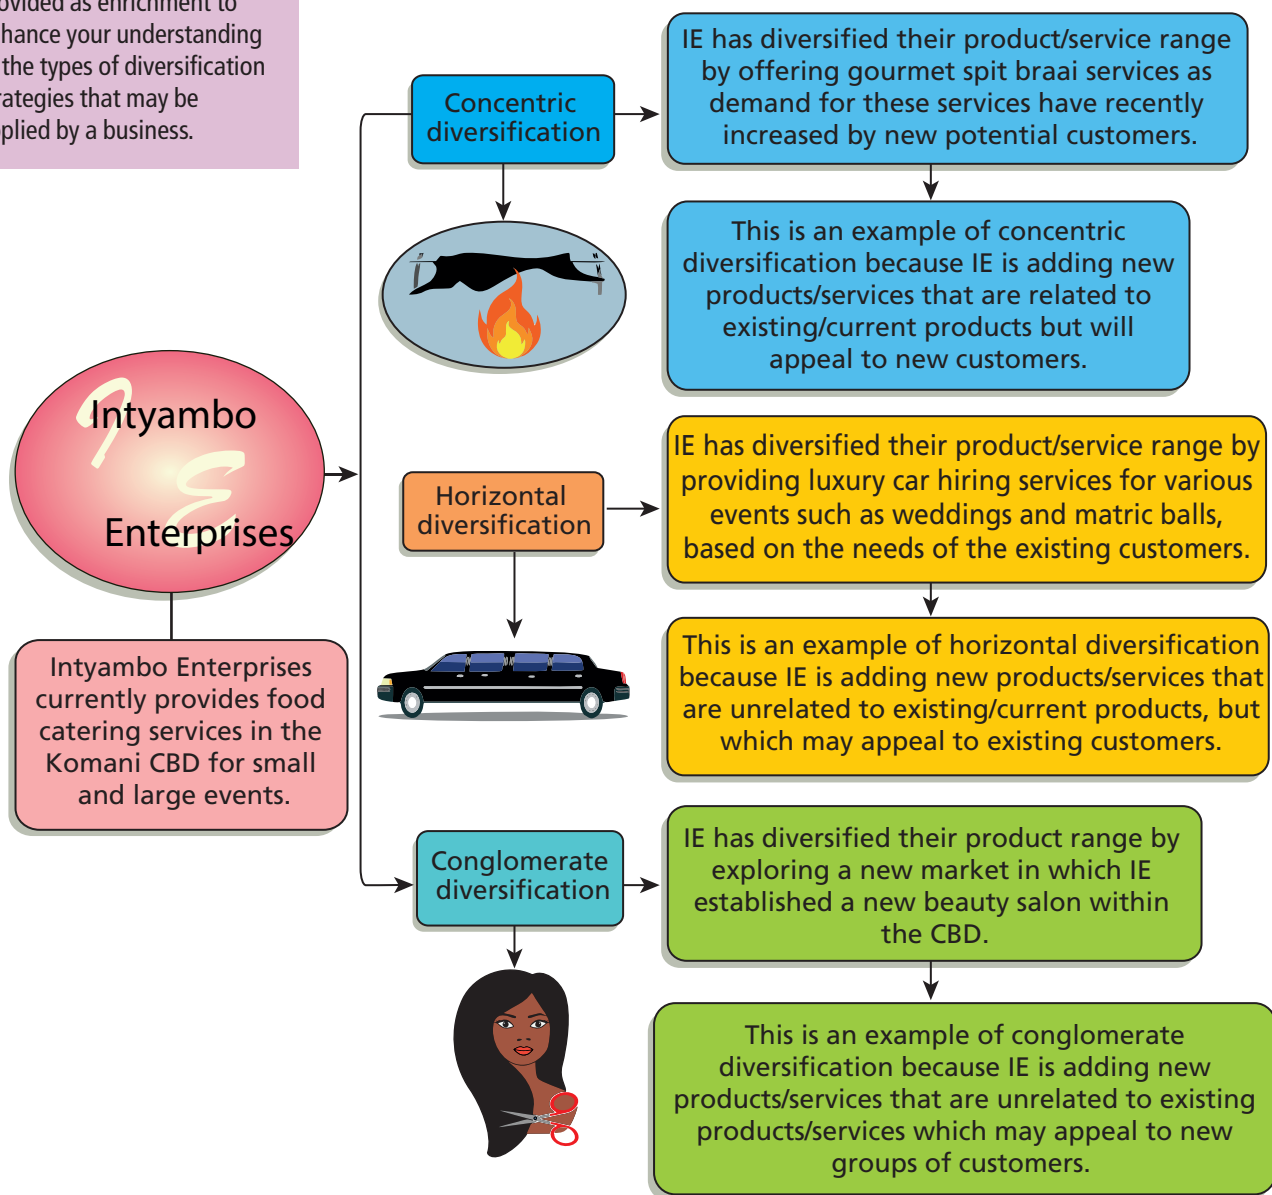 ovided as enrichment to
hance your understanding
the types of diversification
rategies that may be
pplied by a business.
Intyambo
Enterprises
I
E
Intyambo Enterprises
currently provides food
catering services in the
Komani CBD for small
and large events.
Concentric
diversification
IE has diversified their product/service range
by offering gourmet spit braai services as
demand for these services have recently
increased by new potential customers.
This is an example of concentric
diversification because IE is adding new
products/services that are related to
existing/current products but will
appeal to new customers.
Horizontal
diversification
IE has diversified their product/service range by
providing luxury car hiring services for various
events such as weddings and matric balls,
based on the needs of the existing customers.
This is an example of horizontal diversification
because IE is adding new products/services that
are unrelated to existing/current products, but
which may appeal to existing customers.
Conglomerate
diversification
IE has diversified their product range by
exploring a new market in which IE
established a new beauty salon within
the CBD.
This is an example of conglomerate
diversification because IE is adding new
products/services that are unrelated to existing
products/services which may appeal to new
groups of customers.